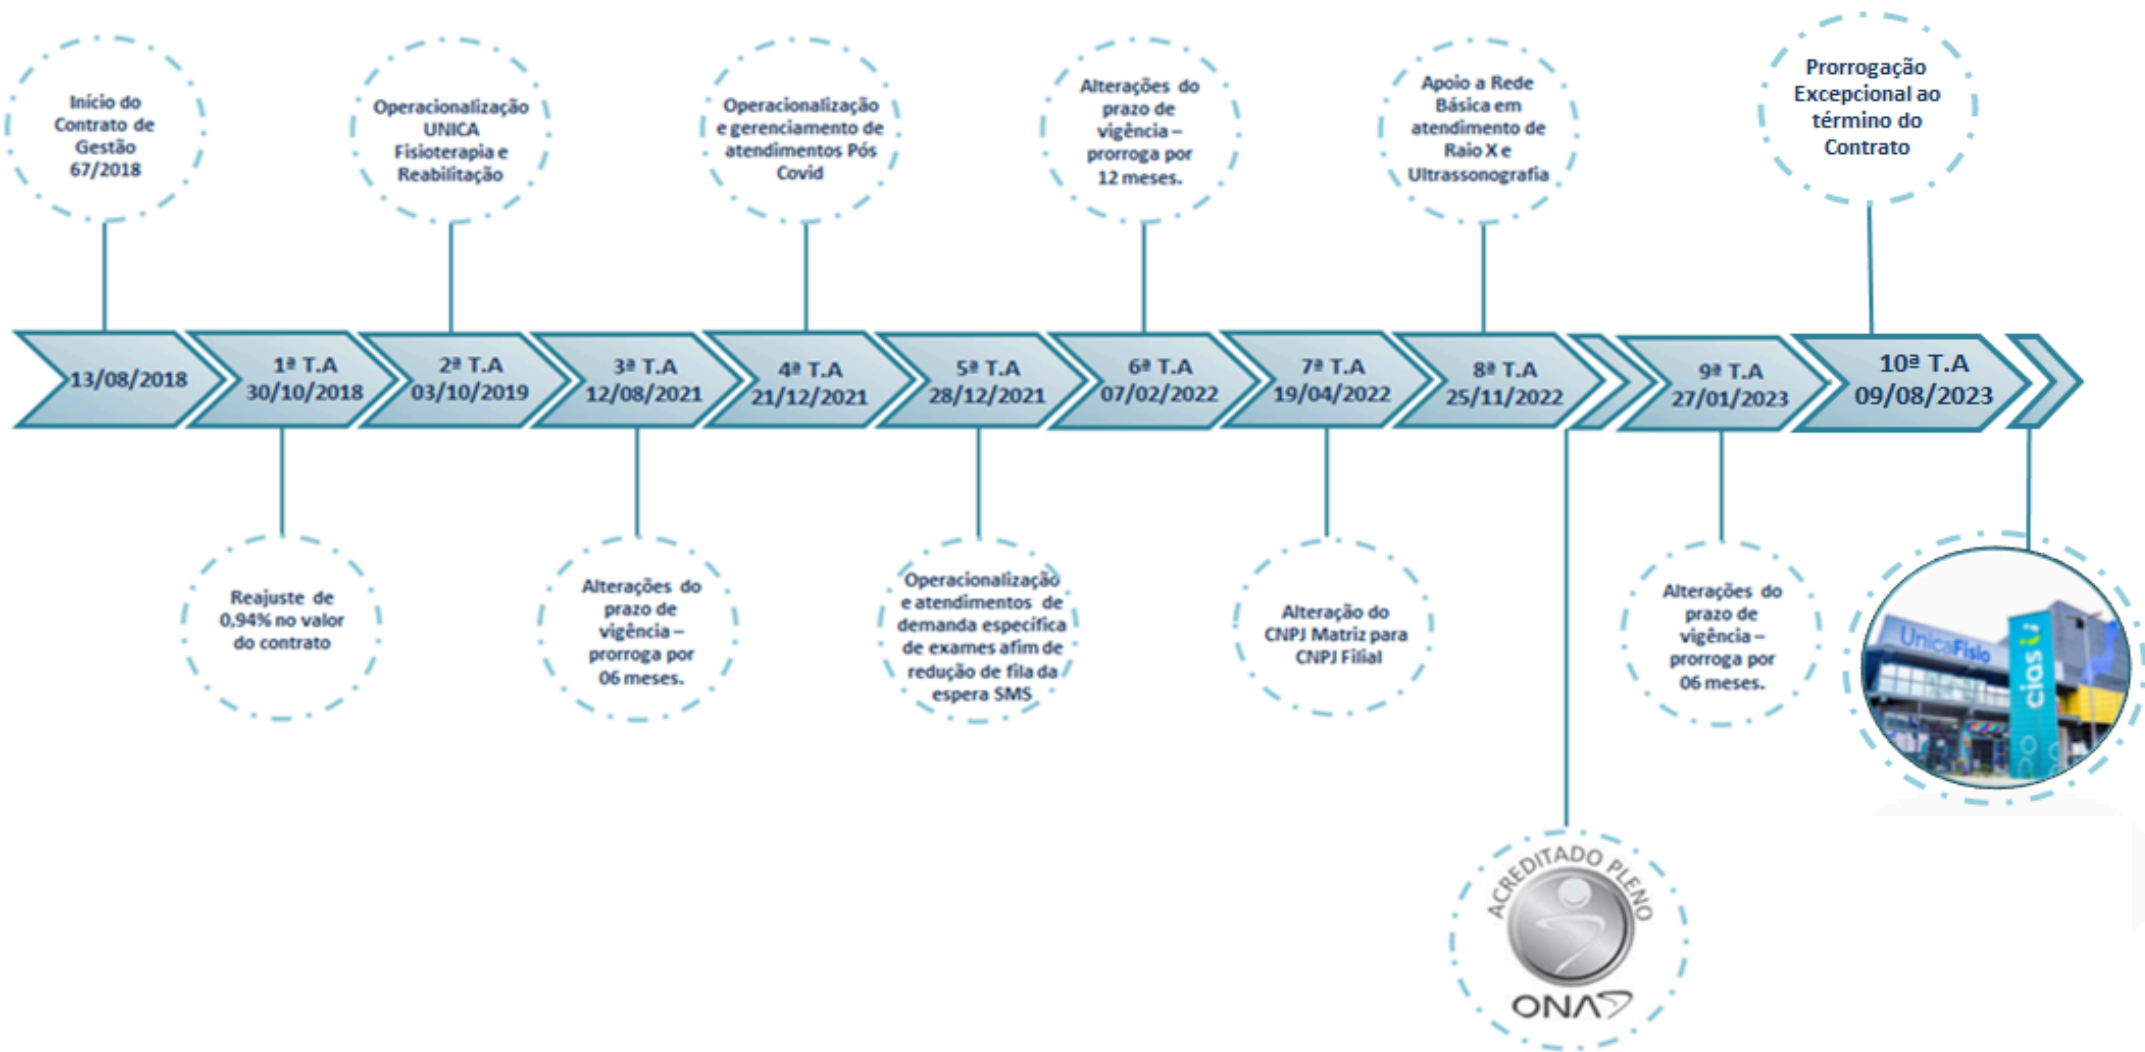 Início do
Contrato de
Gestão
67/2018
Operacionalização
UNICA
Fisioterapia e
Reabilitação
Operacionalização
e gerenciamento de
atendimentos Pós
Covid
Alterações do
prazo de
vigência –
prorroga por
12 meses.
Apoio a Rede
Básica em
atendimento de
Raio X e
Ultrassonografia
Prorrogação
Excepcional ao
término do
Contrato
13/08/2018
1ª T.A
30/10/2018
2ª T.A
03/10/2019
3ª T.A
12/08/2021
4ª T.A
21/12/2021
5ª T.A
28/12/2021
6ª T.A
07/02/2022
7ª T.A
19/04/2022
8ª T.A
25/11/2022
9ª T.A
27/01/2023
10ª T.A
09/08/2023
Reajuste de
0,94% no valor
do contrato
Alterações do
prazo de
vigência –
prorroga por
06 meses.
Operacionalização
e atendimentos de
demanda específica
de exames afim de
redução de fila da
espera SMS
Alteração do
CNPJ Matriz para
CNPJ Filial
Alterações do
prazo de
vigência –
prorroga por
06 meses.
UnicaFisio
cias
ACREDITADO PLENO
ONA